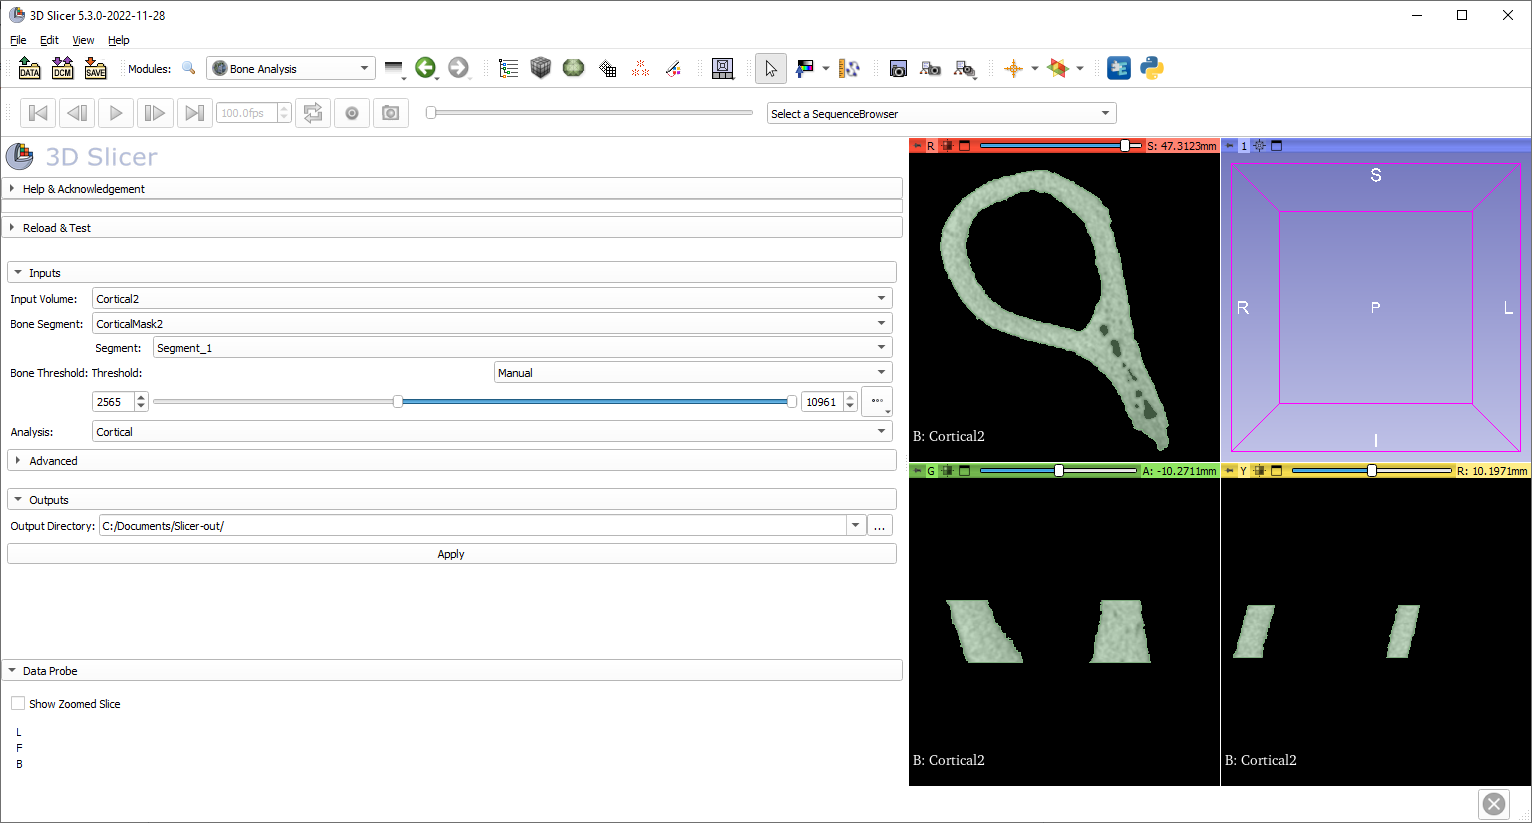 3D Slicer 5.3.0-2022-11-28
File Edit View Help
DATA DCM SAVE Modules: Bone Analysis
100.0fps Select a SequenceBrowser
3D Slicer
Help & Acknowledgement
Reload & Test
Inputs
Input Volume: Cortical2
Bone Segment: CorticalMask2
Segment: Segment_1
Bone Threshold: Threshold: Manual
2565 10961 ...
Analysis: Cortical
Advanced
Outputs
Output Directory: C:/Documents/Slicer-out/ ...
Apply
Data Probe
Show Zoomed Slice
L
F
B
R S: 47.3123mm
B: Cortical2
1
S
R P L
I
G A: -10.2711mm
B: Cortical2
Y R: 10.1971mm
B: Cortical2